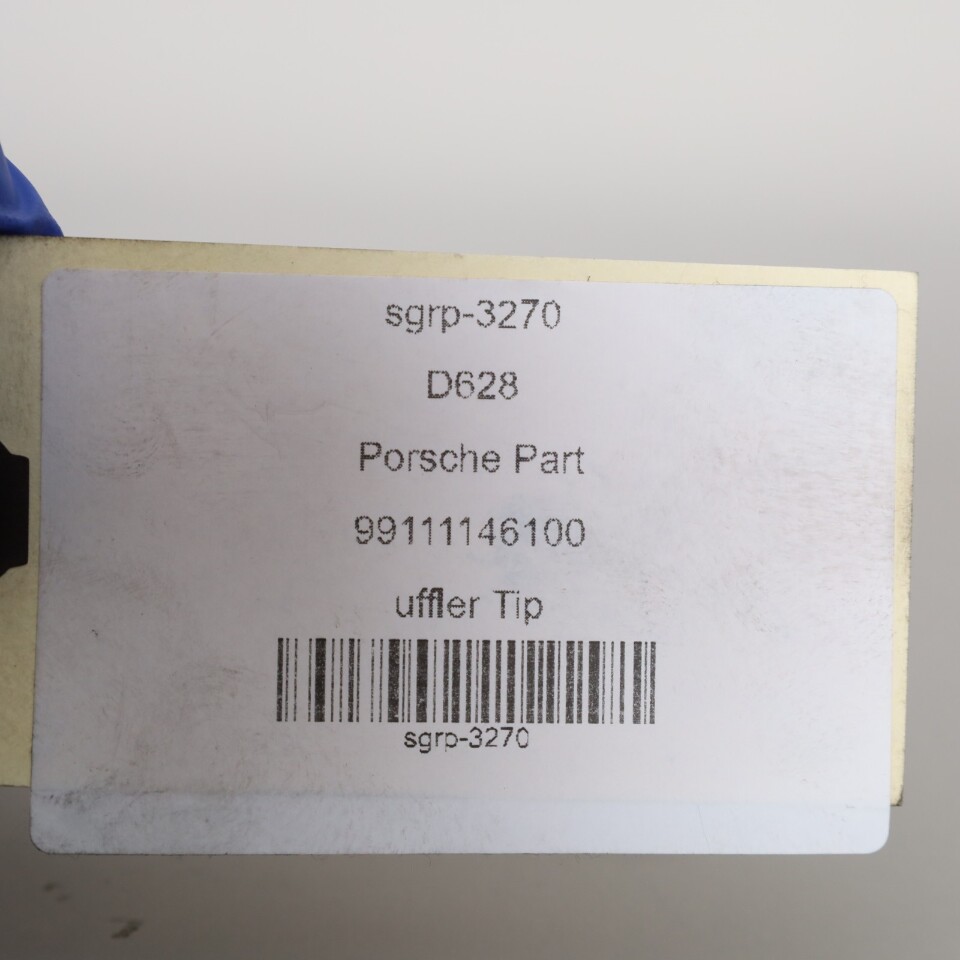 sgrp-3270
D628
Porsche Part
99111146100
uffler Tip
sgrp-3270